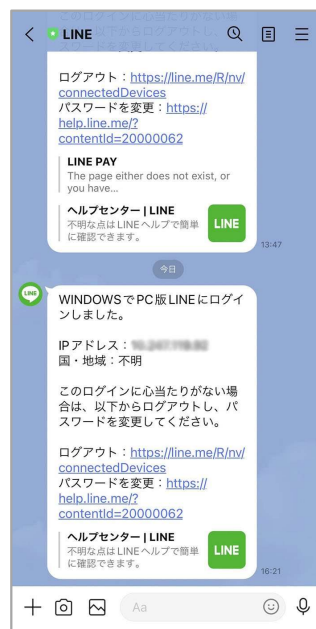 LINE
ログアウト：https://line.me/R/nv/
connectedDevices
パスワードを変更：https://
help.line.me/?
contentId=20000062
LINE PAY
The page either does not exist, or
you have...
ヘルプセンター | LINE
不明な点はLINEヘルプで簡単
に確認できます。
LINE
13:47
今日
LINE
WINDOWSでPC版LINEにログイ
ンしました。
IPアドレス：
国・地域：不明
このログインに心当たりがない場
合は、以下からログアウトし、パ
スワードを変更してください。
ログアウト：https://line.me/R/nv/
connectedDevices
パスワードを変更：https://
help.line.me/?
contentId=20000062
ヘルプセンター | LINE
不明な点はLINEヘルプで簡単
に確認できます。
LINE
16:21
Aa